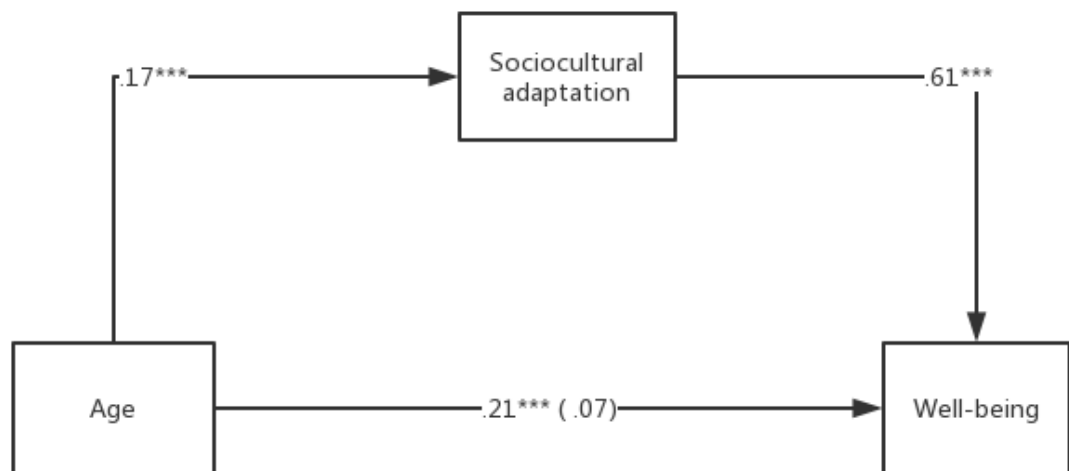 Sociocultural
adaptation
.17***
.61***
Age
.21*** ( .07)
Well-being